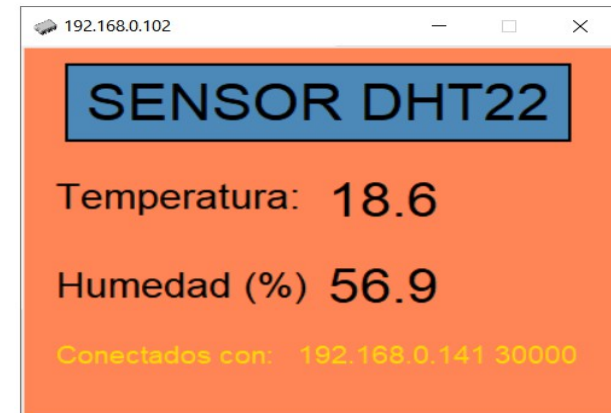 192.168.0.102
SENSOR DHT22
Temperatura: 18.6
Humedad (%) 56.9
Conectados con: 192.168.0.141 30000